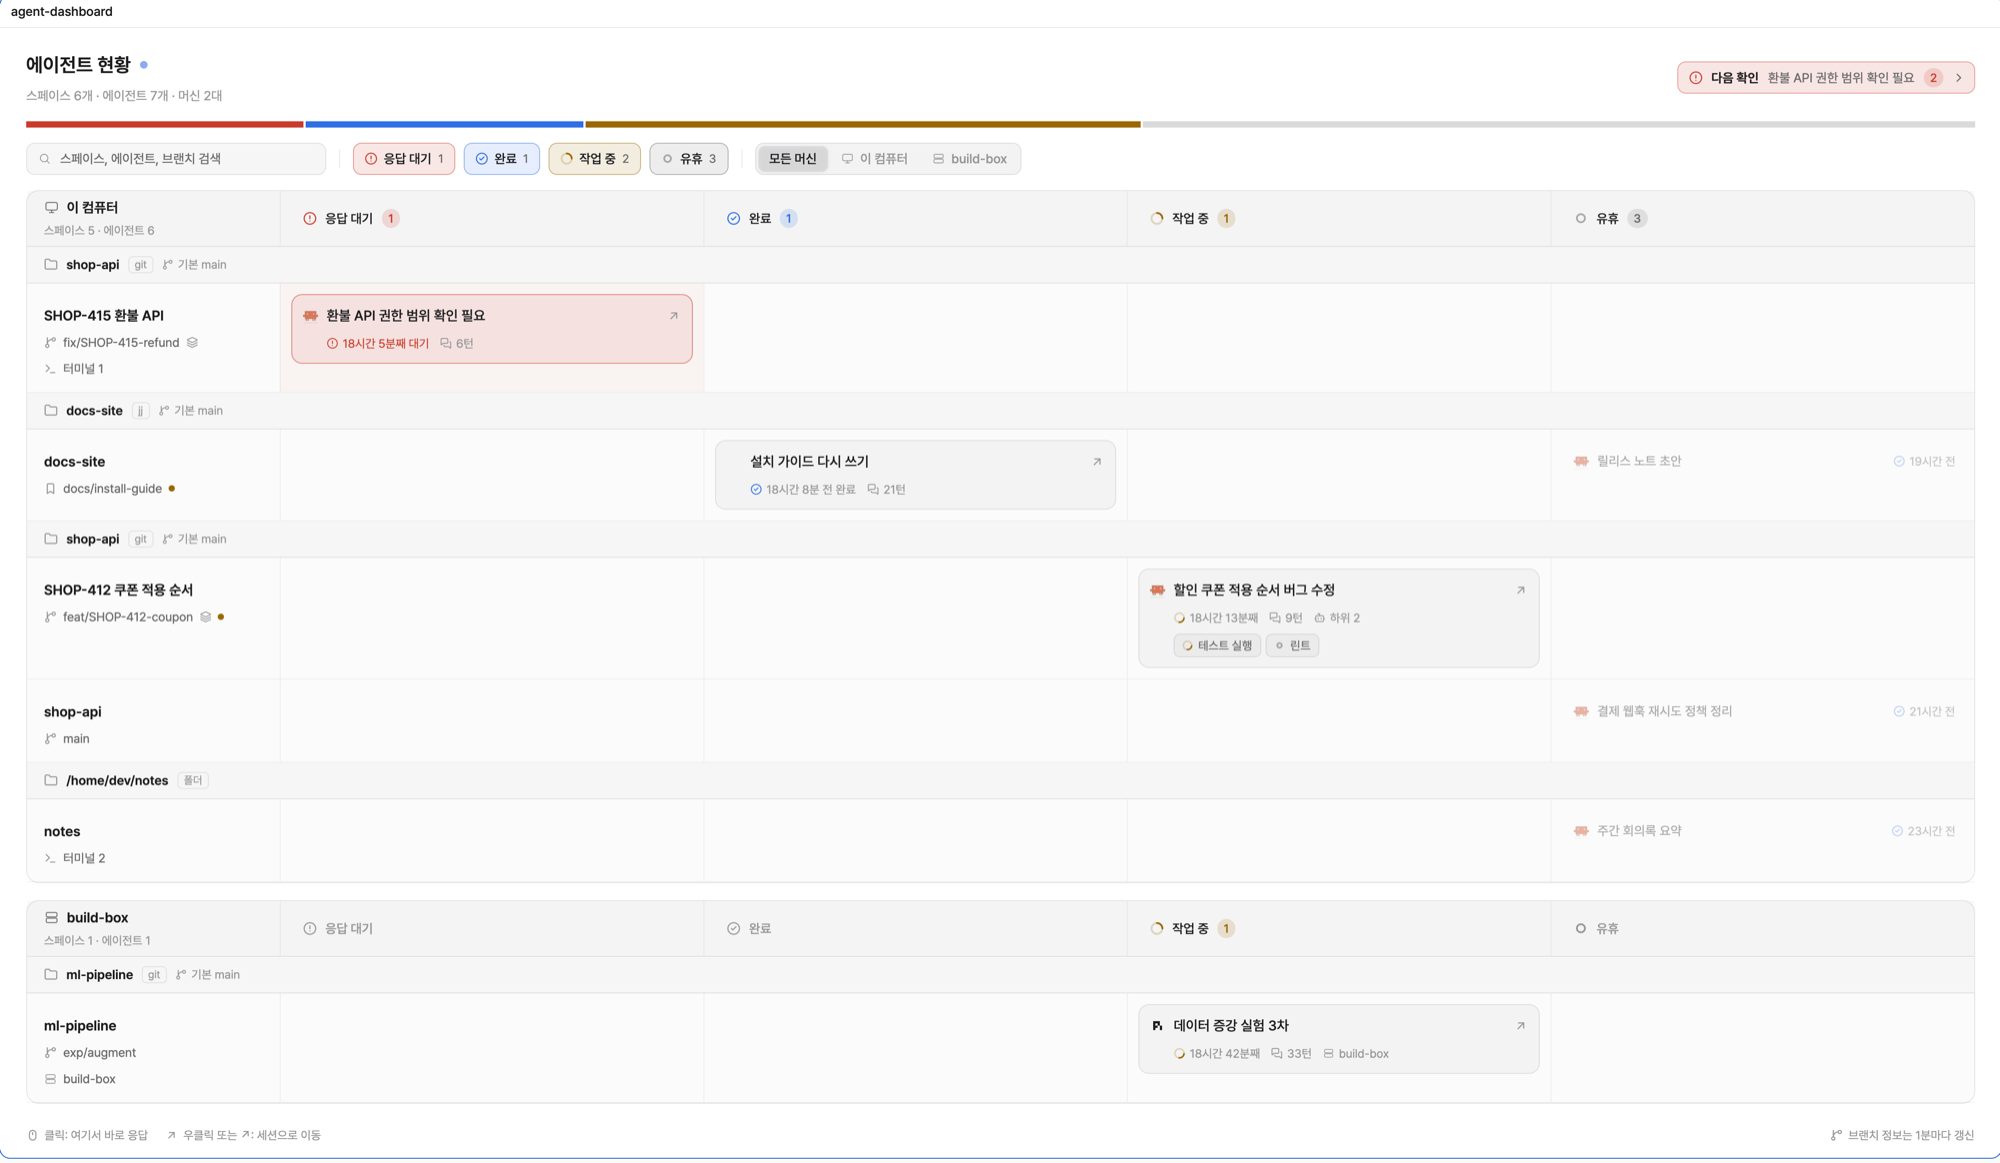 agent-dashboard
에이전트 현황
스페이스 6개 · 에이전트 7개 · 머신 2대
다음 확인 환불 API 권한 범위 확인 필요 2
스페이스, 에이전트, 브랜치 검색
응답 대기 1
완료 1
작업 중 2
유휴 3
모든 머신
이 컴퓨터
build-box
이 컴퓨터
스페이스 5 · 에이전트 6
응답 대기 1
완료 1
작업 중 1
유휴 3
shop-api git 기본 main
SHOP-415 환불 API
fix/SHOP-415-refund
터미널 1
환불 API 권한 범위 확인 필요
18시간 5분째 대기 6턴
docs-site jj 기본 main
docs-site
docs/install-guide
설치 가이드 다시 쓰기
18시간 8분 전 완료 21턴
릴리스 노트 초안 19시간 전
shop-api git 기본 main
SHOP-412 쿠폰 적용 순서
feat/SHOP-412-coupon
할인 쿠폰 적용 순서 버그 수정
18시간 13분째 9턴 하위 2
테스트 실행 린트
shop-api
main
결제 웹훅 재시도 정책 정리 21시간 전
/home/dev/notes 폴더
notes
터미널 2
주간 회의록 요약 23시간 전
build-box
스페이스 1 · 에이전트 1
응답 대기
완료
작업 중 1
유휴
ml-pipeline git 기본 main
ml-pipeline
exp/augment
build-box
데이터 증강 실험 3차
18시간 42분째 33턴 build-box
클릭: 여기서 바로 응답
우클릭 또는 ↗: 세션으로 이동
브랜치 정보는 1분마다 갱신